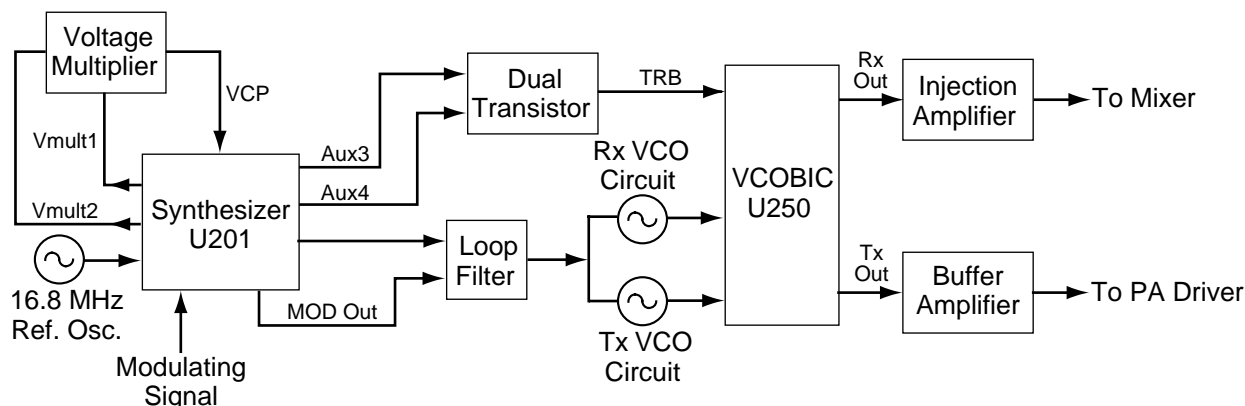 Voltage
Multiplier
VCP
Vmult1
Vmult2
Synthesizer
U201
16.8 MHz
Ref. Osc.
Modulating
Signal
Aux3
Aux4
MOD Out
Dual
Transistor
TRB
Loop
Filter
Rx VCO
Circuit
Tx VCO
Circuit
VCOBIC
U250
Rx
Out
Injection
Amplifier
To Mixer
Tx
Out
Buffer
Amplifier
To PA Driver